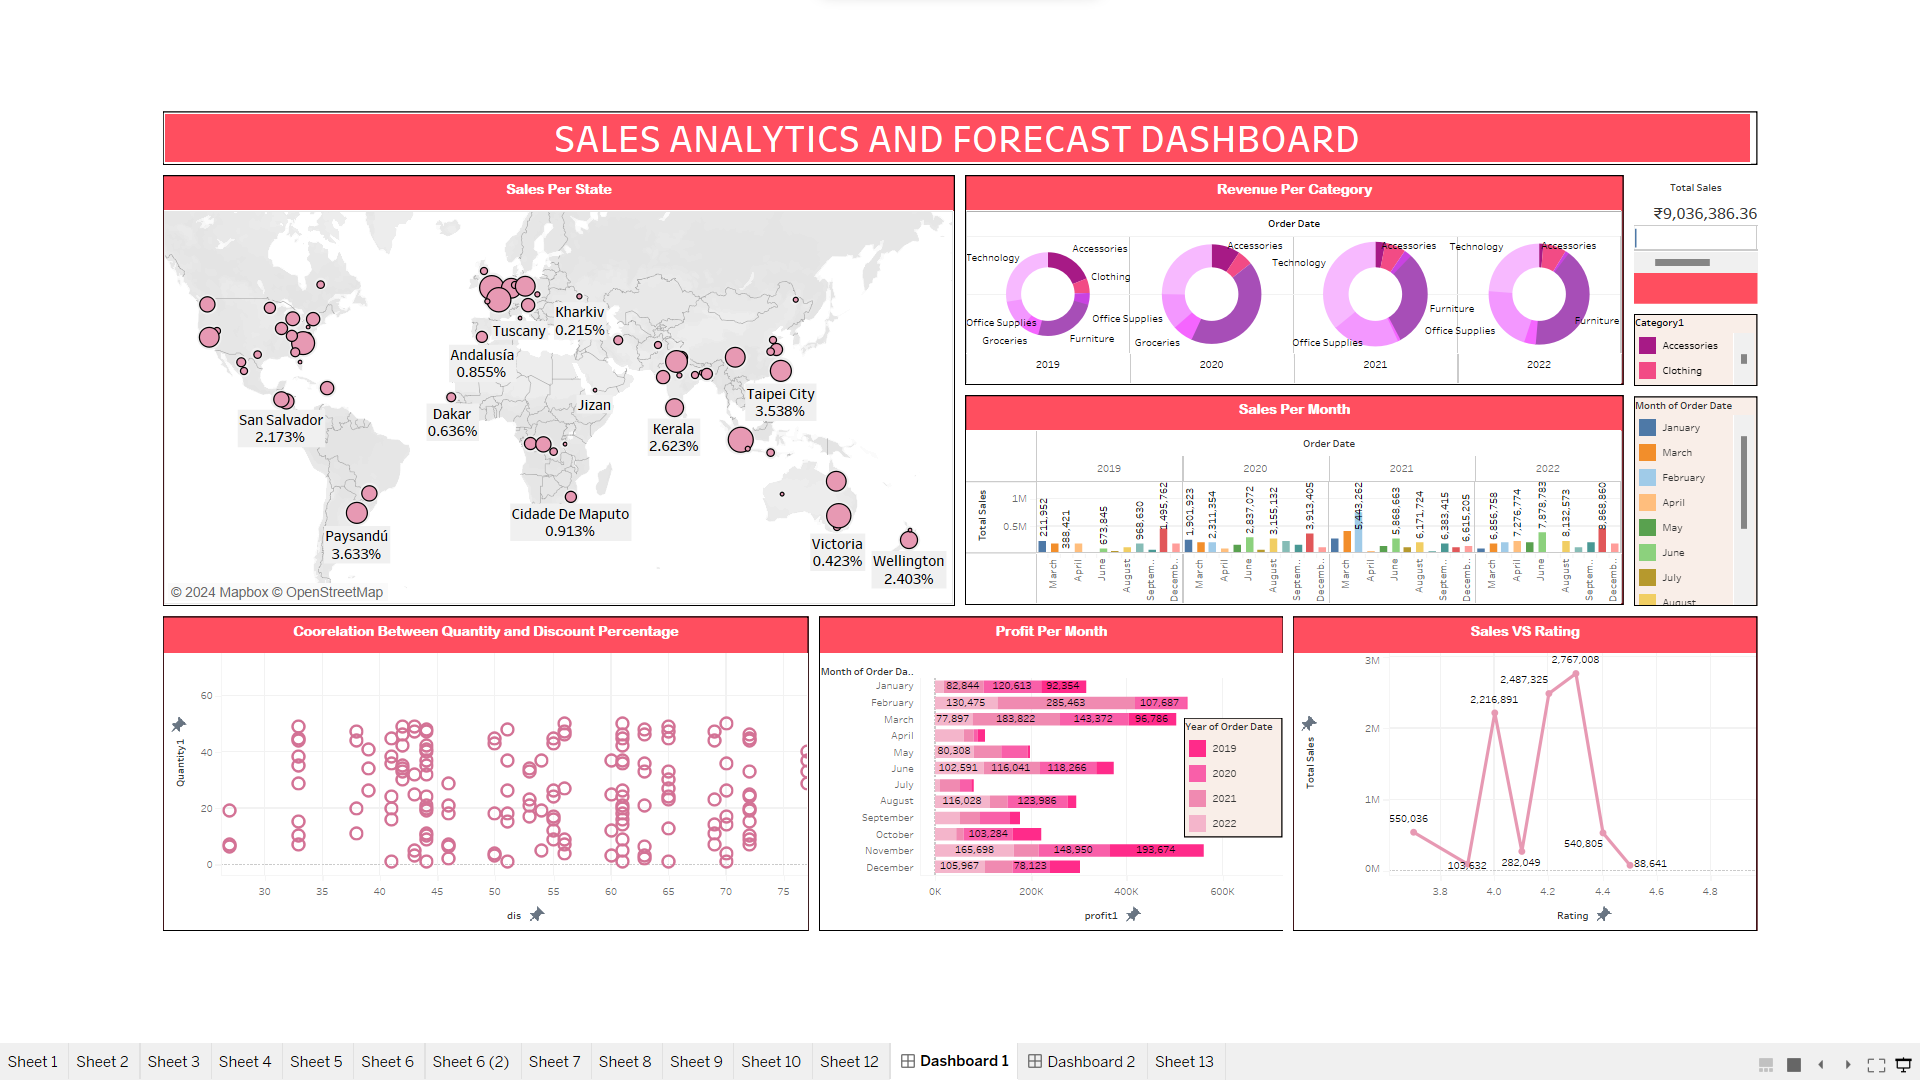 SALES ANALYTICS AND FORECAST DASHBOARD
Sales Per State
Kharkiv
0.215%
Tuscany
Andalusía
0.855%
Jizan
Taipei City
3.538%
Dakar
0.636%
San Salvador
2.173%
Kerala
2.623%
Cidade De Maputo
0.913%
Paysandú
3.633%
Victoria
0.423%
Wellington
2.403%
© 2024 Mapbox © OpenStreetMap
Revenue Per Category
Order Date
Technology
Accessories
Clothing
Office Supplies
Groceries
Furniture
2019
Accessories
Technology
Office Supplies
Groceries
Furniture
2020
Accessories
Technology
Office Supplies
Office Supplies
2021
Accessories
Furniture
2022
Total Sales
₹9,036,386.36
Category1
Accessories
Clothing
Sales Per Month
Order Date
2019 2020 2021 2022
Total Sales
1M
0.5M
211,952 388,421 673,845 968,630 1,495,762 1,901,923 2,311,354 2,837,072 3,155,132 3,913,405 5,443,262 5,868,663 6,171,724 6,383,415 6,615,205 6,856,758 7,276,774 7,878,783 8,132,573 8,868,860
March April June August Septem.. Decemb.. March April June August Septem.. Decemb.. March April June August Septem.. Decemb.. March April June August Septem.. Decemb..
Month of Order Date
January
March
February
April
May
June
July
August
Coorelation Between Quantity and Discount Percentage
Quantity1
60
40
20
0
30 35 40 45 50 55 60 65 70 75
dis
Profit Per Month
Month of Order Da..
January 82,844 120,613 92,354
February 130,475 285,463 107,687
March 77,897 183,822 143,372 96,786
April
May 80,308
June 102,591 116,041 118,266
July
August 116,028 123,986
September
October 103,284
November 165,698 148,950 193,674
December 105,967 78,123
0K 200K 400K 600K
profit1
Year of Order Date
2019
2020
2021
2022
Sales VS Rating
Total Sales
3M
2M
1M
0M
2,767,008
2,487,325
2,216,891
550,036
540,805
103,632
282,049
88,641
3.8 4.0 4.2 4.4 4.6 4.8
Rating
Sheet 1 Sheet 2 Sheet 3 Sheet 4 Sheet 5 Sheet 6 Sheet 6 (2) Sheet 7 Sheet 8 Sheet 9 Sheet 10 Sheet 12 Dashboard 1 Dashboard 2 Sheet 13